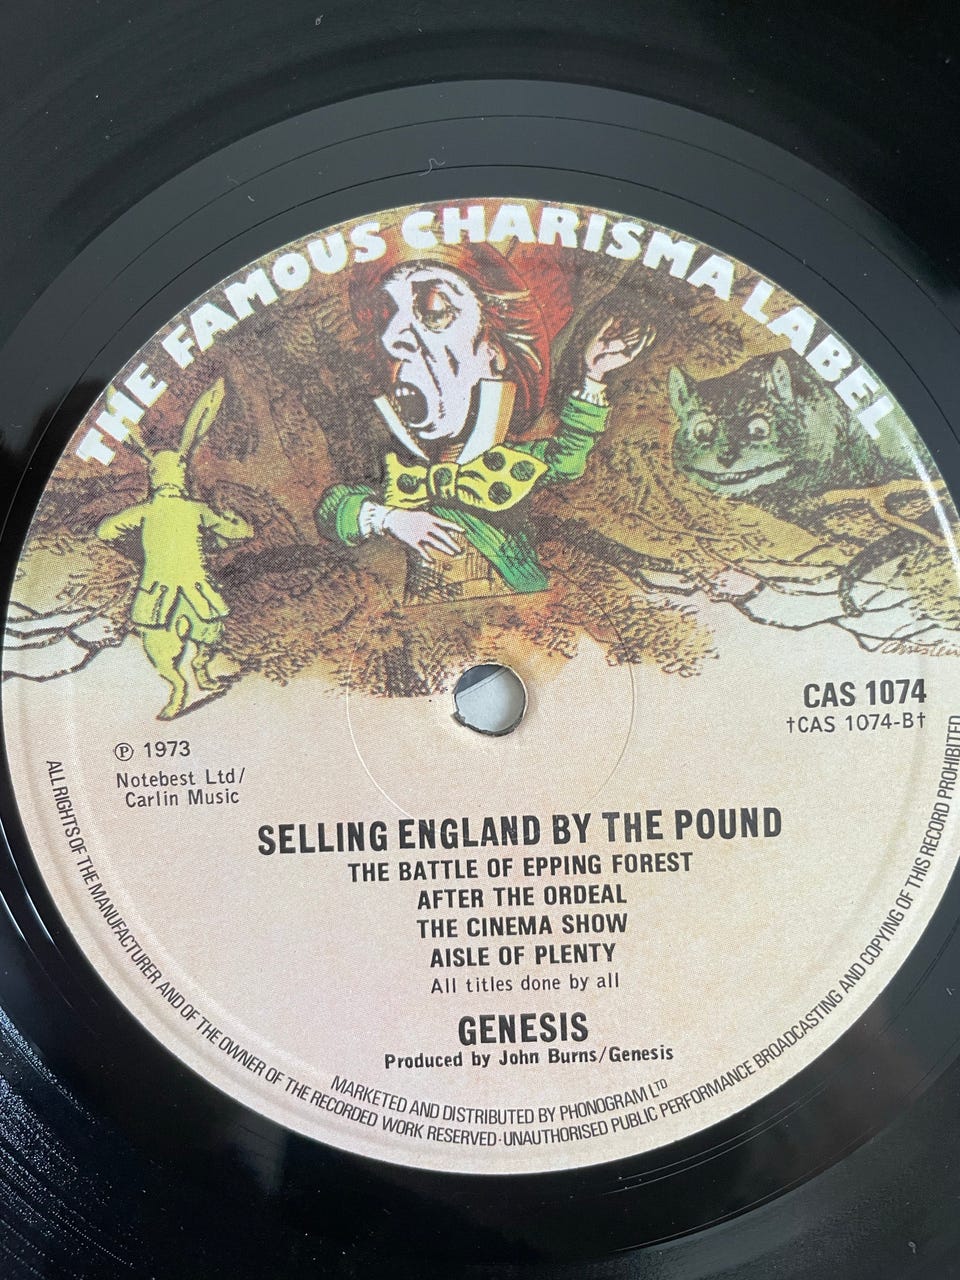 THE FAMOUS CHARISMA LABEL
CAS 1074
†CAS 1074-B†
Ⓟ 1973
Notebest Ltd/
Carlin Music
SELLING ENGLAND BY THE POUND
THE BATTLE OF EPPING FOREST
AFTER THE ORDEAL
THE CINEMA SHOW
AISLE OF PLENTY
All titles done by all
GENESIS
Produced by John Burns/Genesis
MARKETED AND DISTRIBUTED BY PHONOGRAM LTD
ALL RIGHTS OF THE MANUFACTURER AND OF THE OWNER OF THE RECORDED WORK RESERVED·UNAUTHORISED PUBLIC PERFORMANCE BROADCASTING AND COPYING OF THIS RECORD PROHIBITED